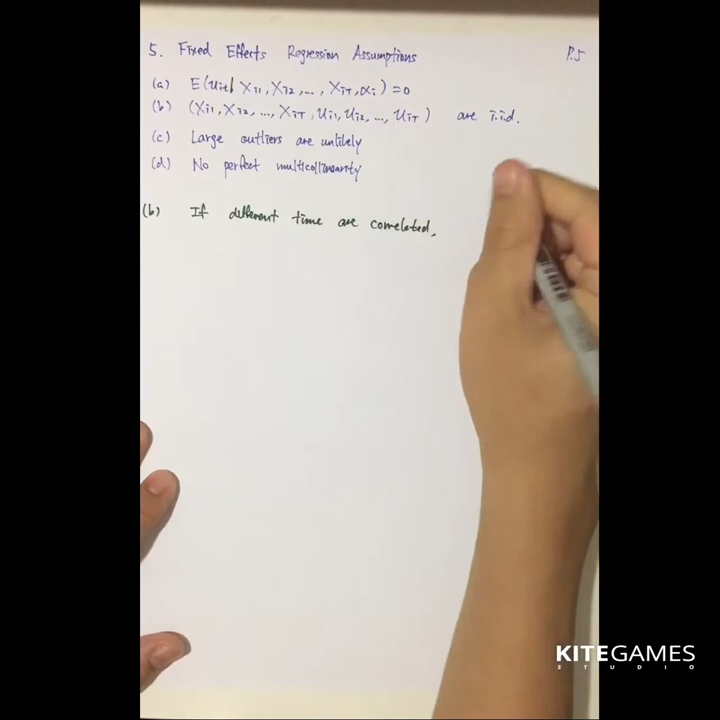 5. Fixed Effects Regression Assumptions P.5
(a) E(uit | Xi1, Xi2, ..., XiT, αi) = 0
(b) (Xi1, Xi2, ..., XiT, ui1, ui2, ..., uiT) are i.i.d.
(c) Large outliers are unlikely
(d) No perfect multicollinearity
(b) If different time are correlated,
KITEGAMES
STUDIO